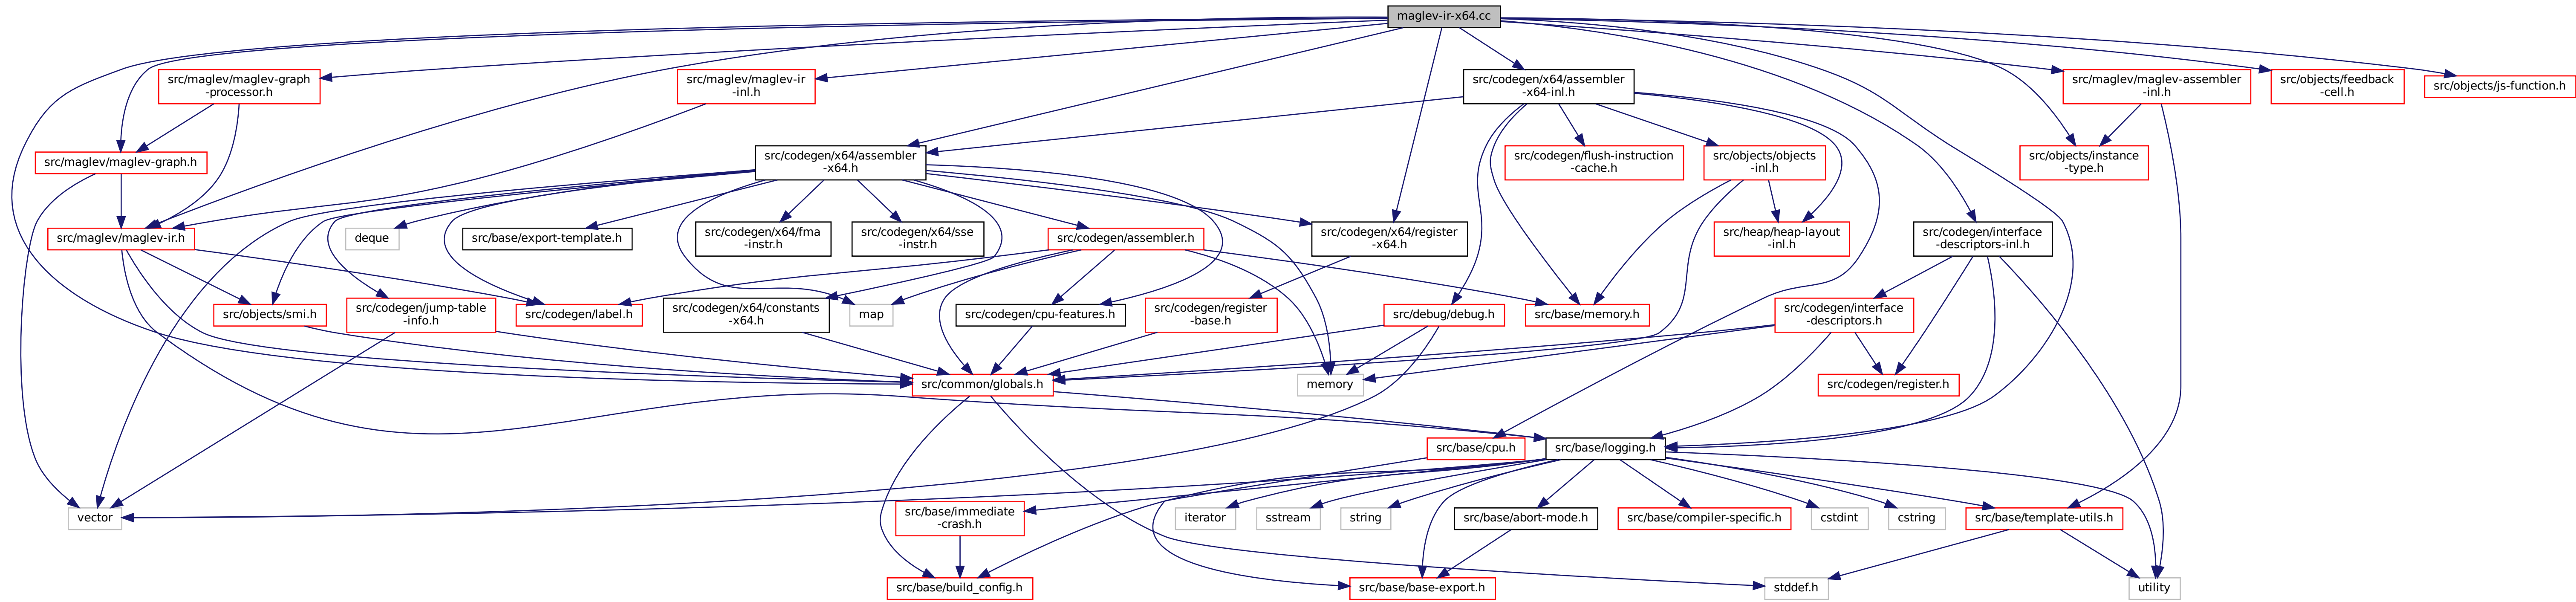 maglev-ir-x64.cc
src/maglev/maglev-graph
-processor.h
src/maglev/maglev-ir
-inl.h
src/codegen/x64/assembler
-x64-inl.h
src/maglev/maglev-assembler
-inl.h
src/objects/feedback
-cell.h
src/objects/js-function.h
src/maglev/maglev-graph.h
src/codegen/x64/assembler
-x64.h
src/codegen/flush-instruction
-cache.h
src/objects/objects
-inl.h
src/objects/instance
-type.h
src/maglev/maglev-ir.h
deque
src/base/export-template.h
src/codegen/x64/fma
-instr.h
src/codegen/x64/sse
-instr.h
src/codegen/assembler.h
src/codegen/x64/register
-x64.h
src/heap/heap-layout
-inl.h
src/codegen/interface
-descriptors-inl.h
src/objects/smi.h
src/codegen/jump-table
-info.h
src/codegen/label.h
src/codegen/x64/constants
-x64.h
map
src/codegen/cpu-features.h
src/codegen/register
-base.h
src/debug/debug.h
src/base/memory.h
src/codegen/interface
-descriptors.h
src/common/globals.h
memory
src/codegen/register.h
src/base/cpu.h
src/base/logging.h
vector
src/base/immediate
-crash.h
iterator
sstream
string
src/base/abort-mode.h
src/base/compiler-specific.h
cstdint
cstring
src/base/template-utils.h
src/base/build_config.h
src/base/base-export.h
stddef.h
utility